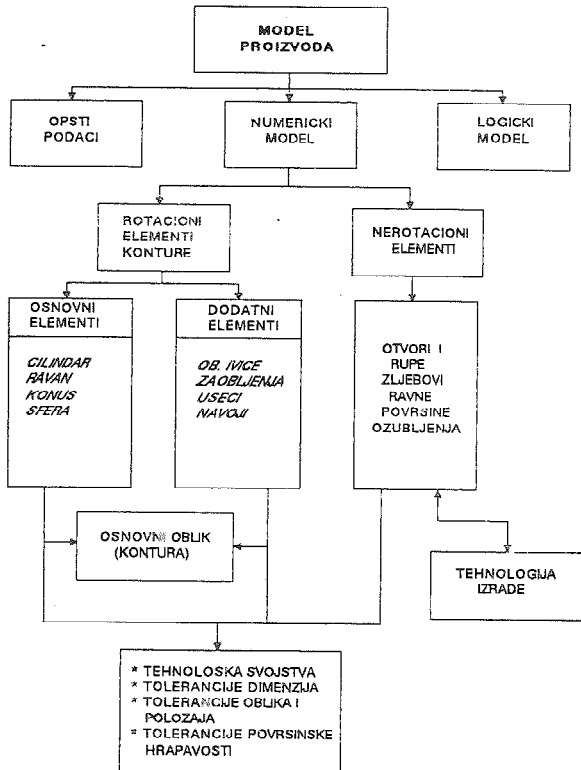 MODEL
PROIZVODA
OPSTI
PODACI
NUMERICKI
MODEL
LOGICKI
MODEL
ROTACIONI
ELEMENTI
KONTURE
NEROTACIONI
ELEMENTI
OSNOVNI
ELEMENTI
CILINDAR
RAVAN
KONUS
SFERA
DODATNI
ELEMENTI
OB. IVICE
ZAOBLJENJA
USECI
NAVOJI
OTVORI I
RUPE
ZLJEBOVI
RAVNE
POVRSINE
OZUBLJENJA
OSNOVNI OBLIK
(KONTURA)
TEHNOLOGIJA
IZRADE
* TEHNOLOSKA SVOJSTVA
* TOLERANCIJE DIMENZIJA
* TOLERANCIJE OBLIKA I
POLOZAJA
* TOLERANCIJE POVRSINSKE
HRAPAVOSTI